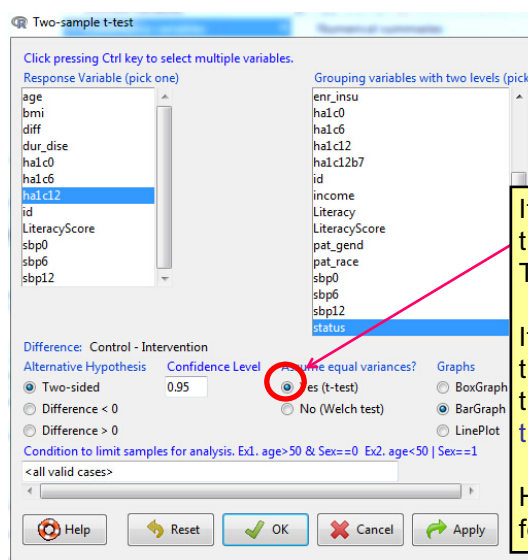 Two-sample t-test
Click pressing Ctrl key to select multiple variables.
Response Variable (pick one)
age
bmi
diff
dur_dise
ha1c0
ha1c6
ha1c12
id
LiteracyScore
sbp0
sbp6
sbp12
Grouping variables with two levels (pick
enr_insu
ha1c0
ha1c6
ha1c12
ha1c12b7
id
income
Literacy
LiteracyScore
pat_gend
pat_race
sbp0
sbp6
sbp12
status
Difference: Control - Intervention
Alternative Hypothesis
Two-sided
Difference < 0
Difference > 0
Confidence Level
0.95
Assume equal variances?
Yes (t-test)
No (Welch test)
Graphs
BoxGraph
BarGraph
LinePlot
Condition to limit samples for analysis. Ex1. age>50 & Sex==0 Ex2. age<50 | Sex==1
<all valid cases>
Help Reset OK Cancel Apply